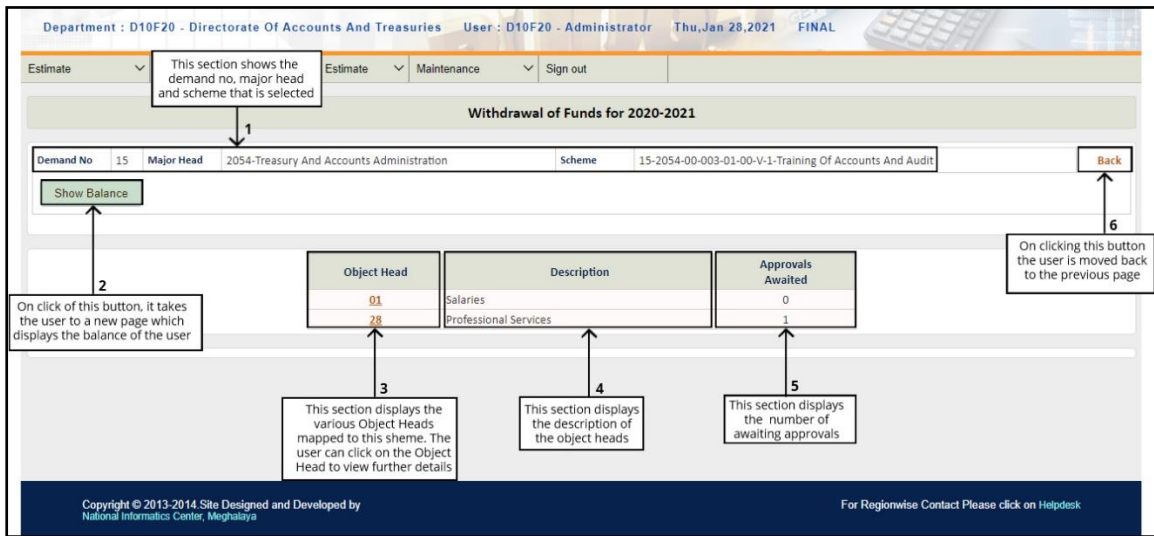 Department : D10F20 - Directorate Of Accounts And Treasuries User : D10F20 - Administrator Thu,Jan 28,2021 FINAL
Estimate Estimate Maintenance Sign out
This section shows the
demand no, major head
and scheme that is selected
1
Withdrawal of Funds for 2020-2021
Demand No 15 Major Head 2054-Treasury And Accounts Administration Scheme 15-2054-00-003-01-00-V-1-Training Of Accounts And Audit Back
Show Balance
2
On click of this button, it takes
the user to a new page which
displays the balance of the user
6
On clicking this button
the user is moved back
to the previous page
Object Head Description Approvals
Awaited
01 Salaries 0
28 Professional Services 1
3
This section displays the
various Object Heads
mapped to this sheme. The
user can click on the Object
Head to view further details
4
This section displays
the description of
the object heads
5
This section displays
the number of
awaiting approvals
Copyright © 2013-2014.Site Designed and Developed by
National Informatics Center, Meghalaya
For Regionwise Contact Please click on Helpdesk